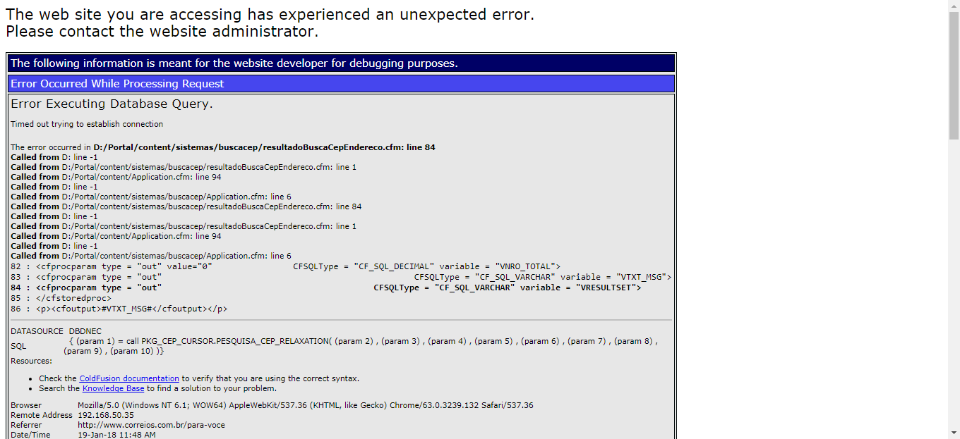 The web site you are accessing has experienced an unexpected error.
Please contact the website administrator.
The following information is meant for the website developer for debugging purposes.
Error Occurred While Processing Request
Error Executing Database Query.
Timed out trying to establish connection
The error occurred in D:/Portal/content/sistemas/buscacep/resultadoBuscaCepEndereco.cfm: line 84
Called from D: line -1
Called from D:/Portal/content/sistemas/buscacep/resultadoBuscaCepEndereco.cfm: line 1
Called from D:/Portal/content/Application.cfm: line 94
Called from D: line -1
Called from D:/Portal/content/sistemas/buscacep/Application.cfm: line 6
Called from D:/Portal/content/sistemas/buscacep/resultadoBuscaCepEndereco.cfm: line 84
Called from D: line -1
Called from D:/Portal/content/sistemas/buscacep/resultadoBuscaCepEndereco.cfm: line 1
Called from D:/Portal/content/Application.cfm: line 94
Called from D: line -1
Called from D:/Portal/content/sistemas/buscacep/Application.cfm: line 6
82 : <cfprocparam type = "out" value="0" CFSQLType = "CF_SQL_DECIMAL" variable = "VNRO_TOTAL">
83 : <cfprocparam type = "out" CFSQLType = "CF_SQL_VARCHAR" variable = "VTXT_MSG">
84 : <cfprocparam type = "out" CFSQLType = "CF_SQL_VARCHAR" variable = "VRESULTSET">
85 : </cfstoredproc>
86 : <p><cfoutput>#VTXT_MSG#</cfoutput></p>
DATASOURCE DBDNEC
SQL { (param 1) = call PKG_CEP_CURSOR.PESQUISA_CEP_RELAXATION( (param 2) , (param 3) , (param 4) , (param 5) , (param 6) , (param 7) , (param 8) ,
(param 9) , (param 10) )}
Resources:
• Check the ColdFusion documentation to verify that you are using the correct syntax.
• Search the Knowledge Base to find a solution to your problem.
Browser Mozilla/5.0 (Windows NT 6.1; WOW64) AppleWebKit/537.36 (KHTML, like Gecko) Chrome/63.0.3239.132 Safari/537.36
Remote Address 192.168.50.35
Referrer http://www.correios.com.br/para-voce
Date/Time 19-Jan-18 11:48 AM